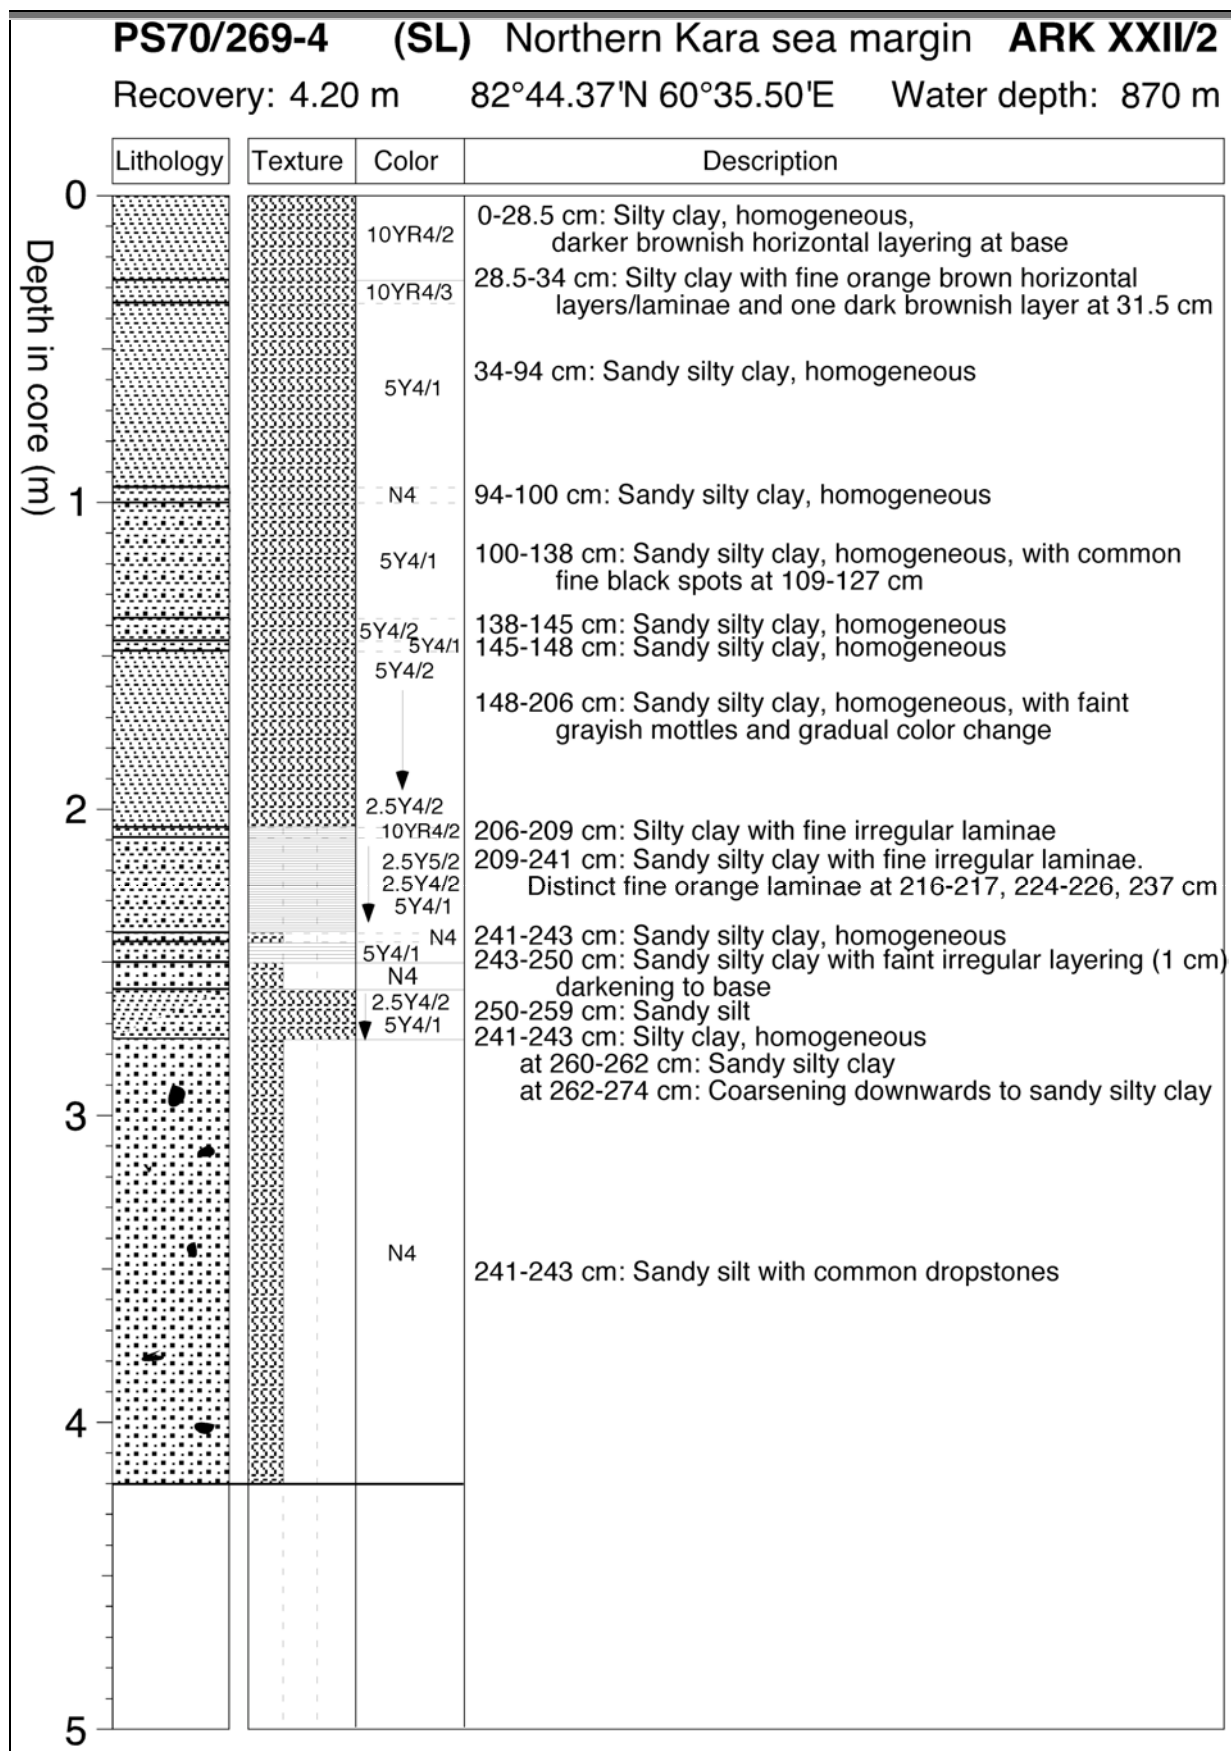 PS70/269-4 (SL) Northern Kara sea margin ARK XXII/2
Recovery: 4.20 m 82°44.37'N 60°35.50'E Water depth: 870 m
Lithology Texture Color Description
Depth in core (m)
0
10YR4/2
0-28.5 cm: Silty clay, homogeneous,
darker brownish horizontal layering at base
10YR4/3
28.5-34 cm: Silty clay with fine orange brown horizontal
layers/laminae and one dark brownish layer at 31.5 cm
5Y4/1
34-94 cm: Sandy silty clay, homogeneous
N4
94-100 cm: Sandy silty clay, homogeneous
1
5Y4/1
100-138 cm: Sandy silty clay, homogeneous, with common
fine black spots at 109-127 cm
5Y4/2
138-145 cm: Sandy silty clay, homogeneous
5Y4/1
145-148 cm: Sandy silty clay, homogeneous
5Y4/2
148-206 cm: Sandy silty clay, homogeneous, with faint
grayish mottles and gradual color change
2
2.5Y4/2
10YR4/2
206-209 cm: Silty clay with fine irregular laminae
2.5Y5/2
209-241 cm: Sandy silty clay with fine irregular laminae.
2.5Y4/2
Distinct fine orange laminae at 216-217, 224-226, 237 cm
5Y4/1
N4
241-243 cm: Sandy silty clay, homogeneous
5Y4/1
243-250 cm: Sandy silty clay with faint irregular layering (1 cm)
darkening to base
N4
250-259 cm: Sandy silt
2.5Y4/2
5Y4/1
241-243 cm: Silty clay, homogeneous
at 260-262 cm: Sandy silty clay
at 262-274 cm: Coarsening downwards to sandy silty clay
3
N4
241-243 cm: Sandy silt with common dropstones
4
5